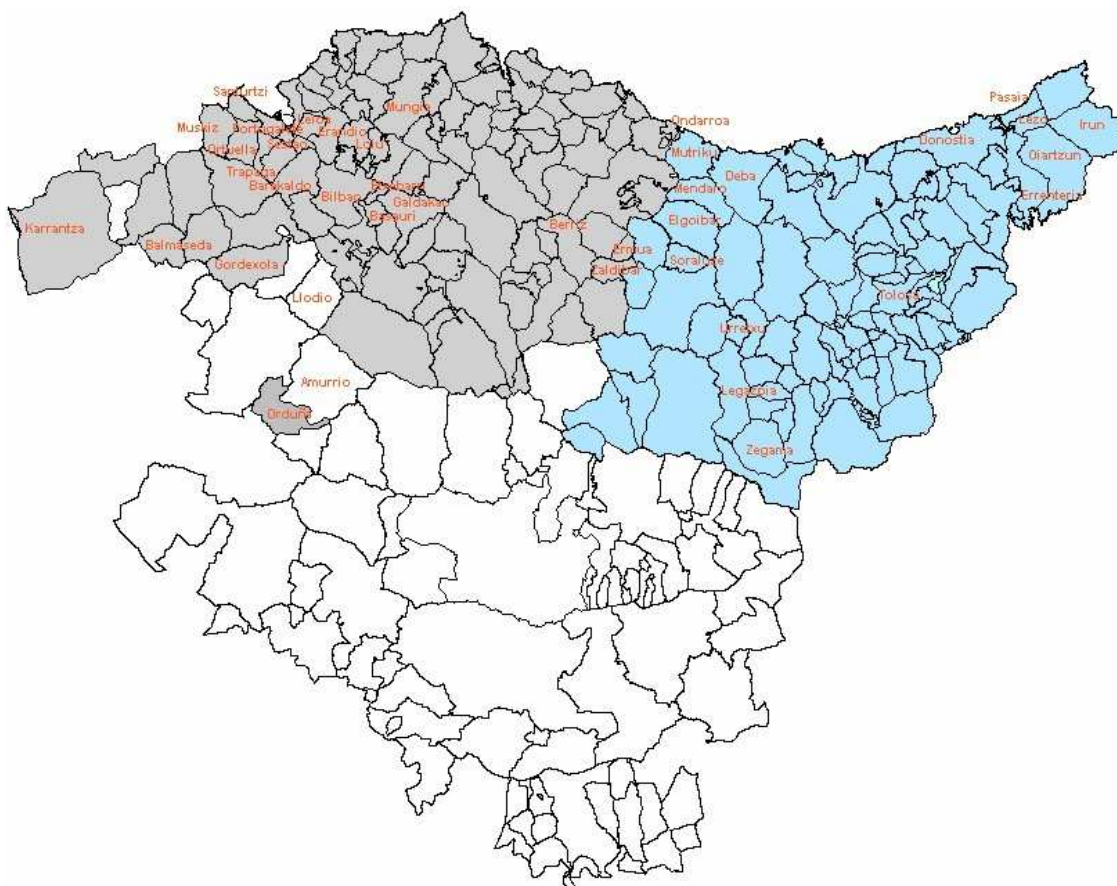 Pasaia
Santurtzi
Mungia
Leioa
Lezo
Irun
Ondarroa
Muskiz
Portugalete
Erandio
Sestao
Loiu
Donostia
Ortuella
Mutriku
Oiartzun
Trapaga
Deba
Barakaldo
Mendaro
Bilbao
Galdakao
Errenteria
Basauri
Elgoibar
Karrantza
Berriz
Balmaseda
Ermua
Gordexola
Soraluze
Zaldibar
Llodio
Tolosa
Urretxu
Amurrio
Legazpia
Orduña
Zegama